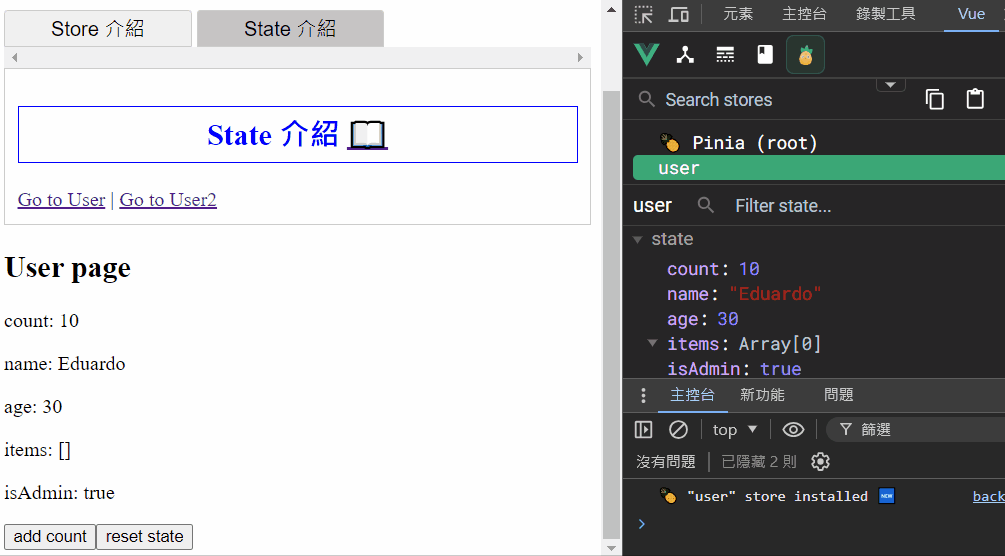 Store 介紹
State 介紹
State 介紹
Go to User | Go to User2
User page
count: 10
name: Eduardo
age: 30
items: []
isAdmin: true
add count
reset state
元素
主控台
錄製工具
Vue
Search stores
Pinia (root)
user
user
Filter state...
state
count: 10
name: "Eduardo"
age: 30
items: Array[0]
isAdmin: true
主控台
新功能
問題
top
篩選
沒有問題
已隱藏 2 則
"user" store installed NEW
back